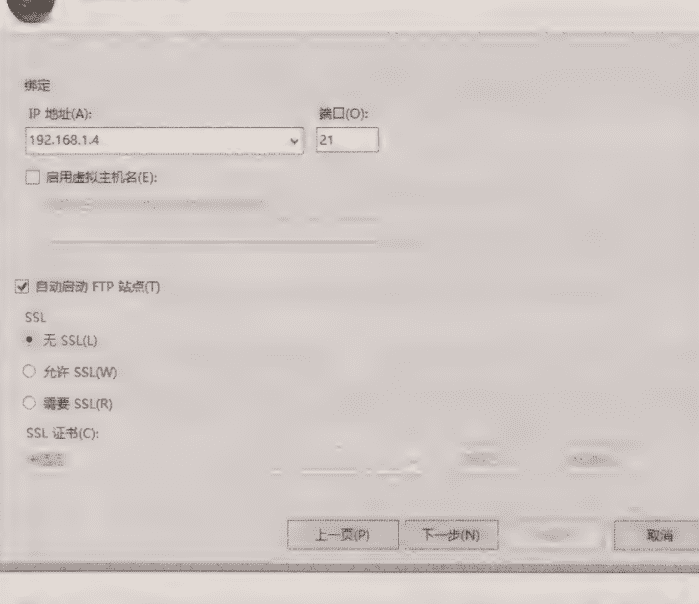 绑定
IP 地址(A): 端口(O):
192.168.1.4 21
启用虚拟主机名(E):
自动启动 FTP 站点(T)
SSL
无 SSL(L)
允许 SSL(W)
需要 SSL(R)
SSL 证书(C):
上一页(P) 下一步(N) 取消